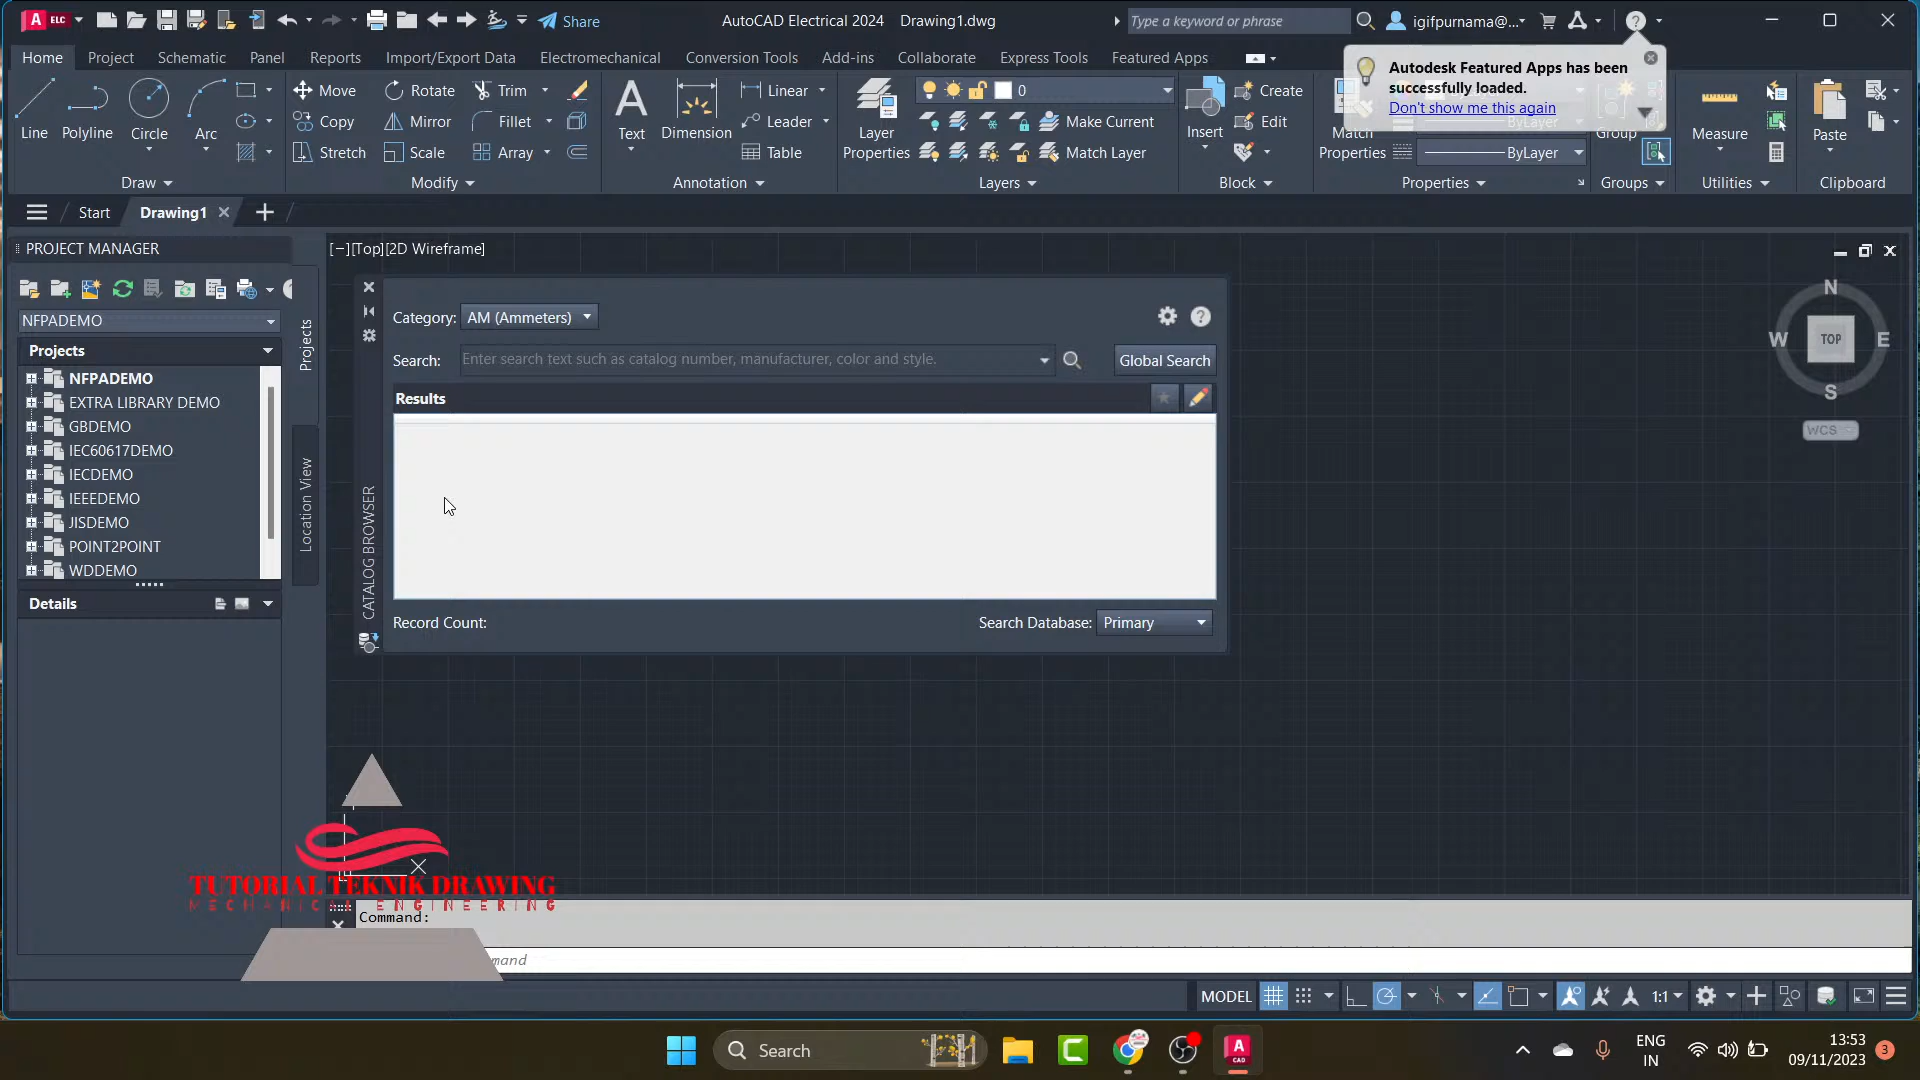 ELC
Share
AutoCAD Electrical 2024 Drawing1.dwg
Type a keyword or phrase
igifpurnama@...
Home
Project
Schematic
Panel
Reports
Import/Export Data
Electromechanical
Conversion Tools
Add-ins
Collaborate
Express Tools
Featured Apps
Autodesk Featured Apps has been
successfully loaded.
Don't show me this again
Line
Polyline
Circle
Arc
Draw
Move
Rotate
Trim
Copy
Mirror
Fillet
Stretch
Scale
Array
Modify
Text
Dimension
Linear
Leader
Table
Annotation
Layer
Properties
0
Make Current
Match Layer
Layers
Insert
Create
Edit
Block
Match
Properties
ByLayer
ByLayer
Properties
Group
Groups
Measure
Utilities
Paste
Clipboard
Start
Drawing1
PROJECT MANAGER
NFPADEMO
Projects
NFPADEMO
EXTRA LIBRARY DEMO
GBDEMO
IEC60617DEMO
IECDEMO
IEEEDEMO
JISDEMO
POINT2POINT
WDDEMO
Details
Projects
Location View
[−][Top][2D Wireframe]
CATALOG BROWSER
Category: AM (Ammeters)
Search: Enter search text such as catalog number, manufacturer, color and style.
Global Search
Results
Record Count:
Search Database: Primary
N
W TOP E
S
WCS
X
TUTORIAL TEKNIK DRAWING
MECHANICAL ENGINEERING
Command:
mand
MODEL
1:1
Search
A
CAD
ENG
IN
13:53
09/11/2023
3